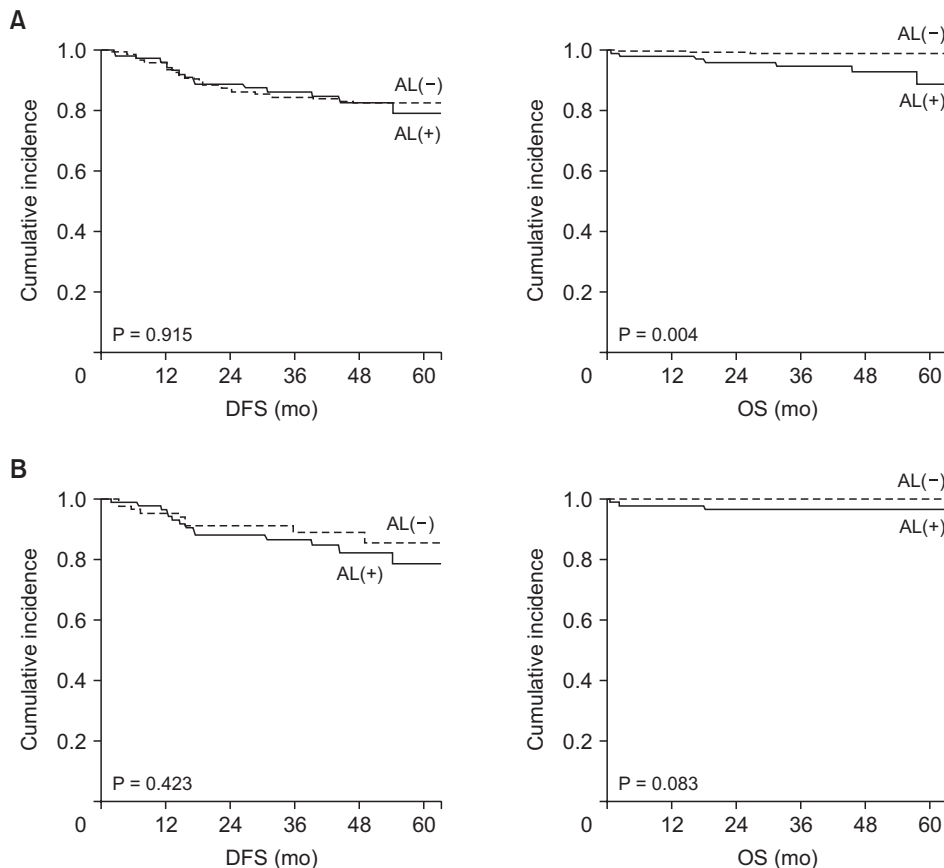 A
1.0
0.8
0.6
0.4
0.2
0
Cumulative incidence
AL(−)
AL(+)
P = 0.915
12 24 36 48 60
DFS (mo)
1.0
0.8
0.6
0.4
0.2
0
Cumulative incidence
AL(−)
AL(+)
P = 0.004
12 24 36 48 60
OS (mo)
B
1.0
0.8
0.6
0.4
0.2
0
Cumulative incidence
AL(−)
AL(+)
P = 0.423
12 24 36 48 60
DFS (mo)
1.0
0.8
0.6
0.4
0.2
0
Cumulative incidence
AL(−)
AL(+)
P = 0.083
12 24 36 48 60
OS (mo)